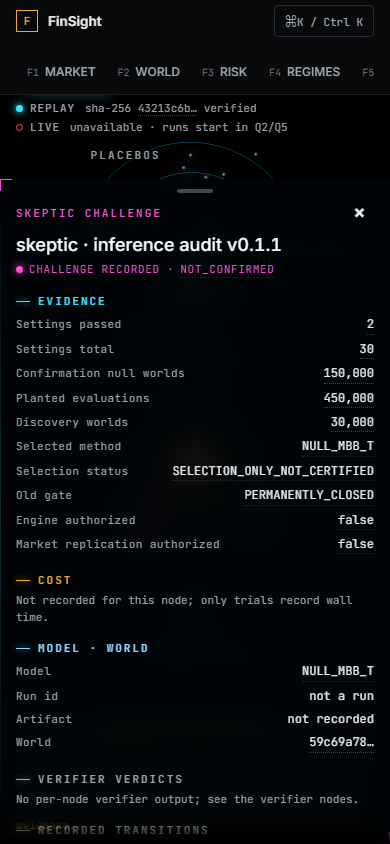 F FinSight ⌘K / Ctrl K
F1 MARKET F2 WORLD F3 RISK F4 REGIMES F5
REPLAY sha-256 43213c6b… verified
LIVE unavailable · runs start in Q2/Q5
PLACEBOS
SKEPTIC CHALLENGE ×
skeptic · inference audit v0.1.1
CHALLENGE RECORDED · NOT_CONFIRMED
EVIDENCE
Settings passed 2
Settings total 30
Confirmation null worlds 150,000
Planted evaluations 450,000
Discovery worlds 30,000
Selected method NULL_MBB_T
Selection status SELECTION_ONLY_NOT_CERTIFIED
Old gate PERMANENTLY_CLOSED
Engine authorized false
Market replication authorized false
COST
Not recorded for this node; only trials record wall
time.
MODEL · WORLD
Model NULL_MBB_T
Run id not a run
Artifact not recorded
World 59c69a78…
VERIFIER VERDICTS
No per-node verifier output; see the verifier nodes.
evidence
RECORDED TRANSITIONS